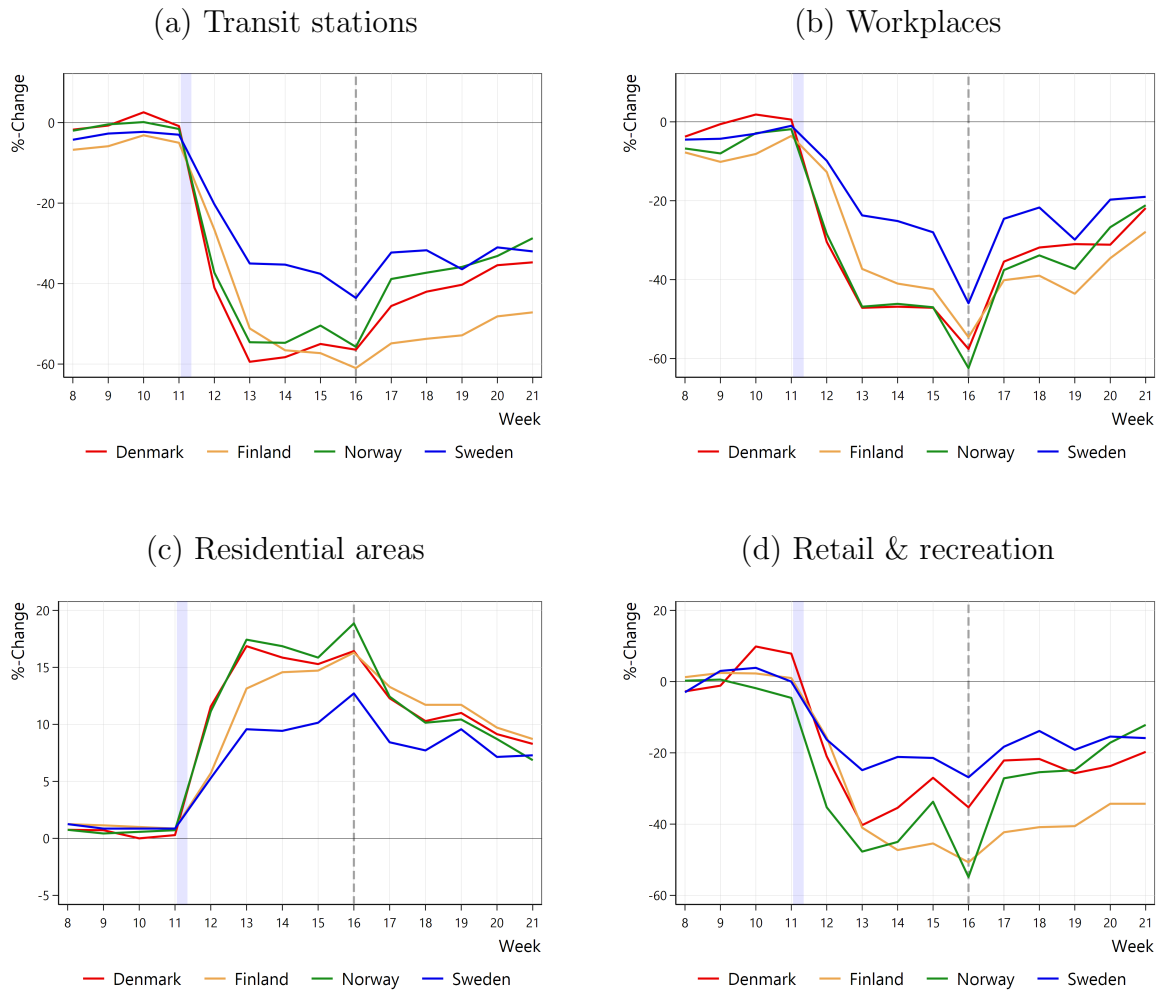 (a) Transit stations
%-Change
0
-20
-40
-60
8 9 10 11 12 13 14 15 16 17 18 19 20 21
Week
Denmark Finland Norway Sweden
(b) Workplaces
%-Change
0
-20
-40
-60
8 9 10 11 12 13 14 15 16 17 18 19 20 21
Week
Denmark Finland Norway Sweden
(c) Residential areas
%-Change
20
15
10
5
0
-5
8 9 10 11 12 13 14 15 16 17 18 19 20 21
Week
Denmark Finland Norway Sweden
(d) Retail & recreation
%-Change
20
0
-20
-40
-60
8 9 10 11 12 13 14 15 16 17 18 19 20 21
Week
Denmark Finland Norway Sweden